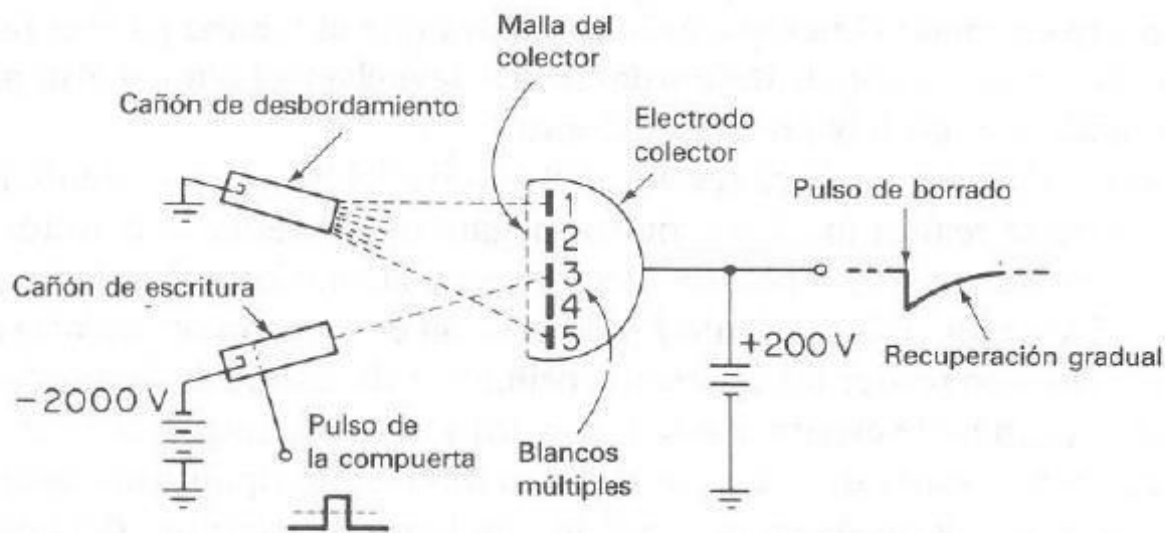 Malla del
colector
Cañón de desbordamiento
Electrodo
colector
Pulso de borrado
1
2
3
4
5
Cañón de escritura
+200 V
Recuperación gradual
−2000 V
Pulso de
la compuerta
Blancos
múltiples